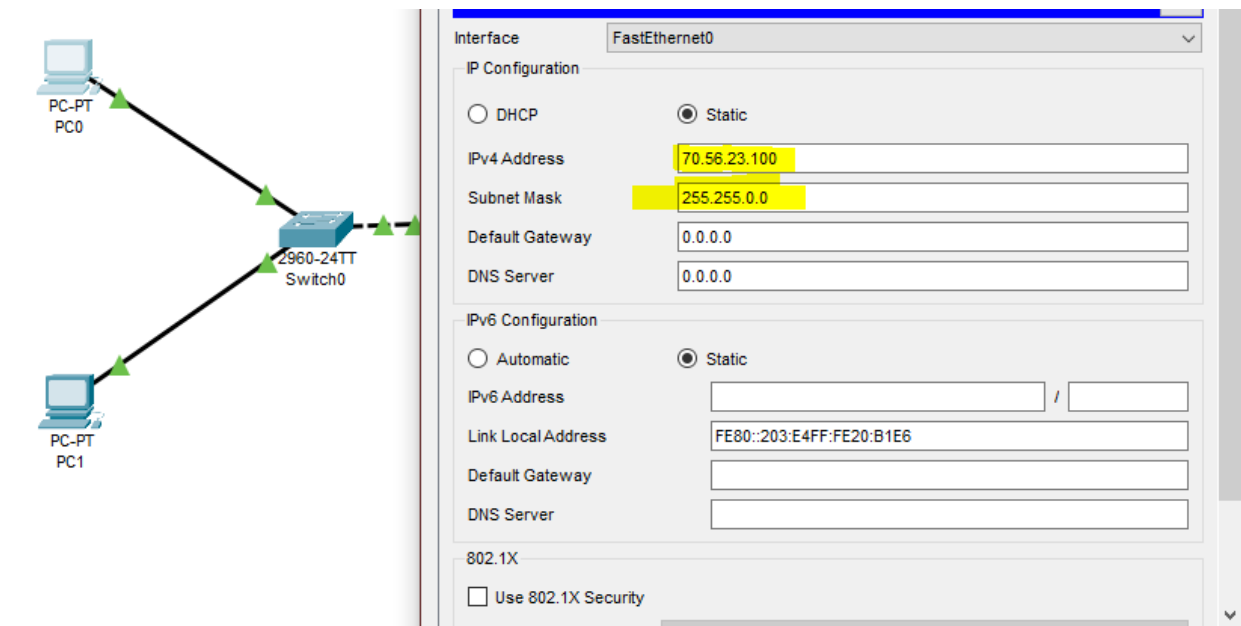 PC-PT
PC0
2960-24TT
Switch0
PC-PT
PC1
Interface FastEthernet0
IP Configuration
DHCP Static
IPv4 Address 70.56.23.100
Subnet Mask 255.255.0.0
Default Gateway 0.0.0.0
DNS Server 0.0.0.0
IPv6 Configuration
Automatic Static
IPv6 Address /
Link Local Address FE80::203:E4FF:FE20:B1E6
Default Gateway
DNS Server
802.1X
Use 802.1X Security